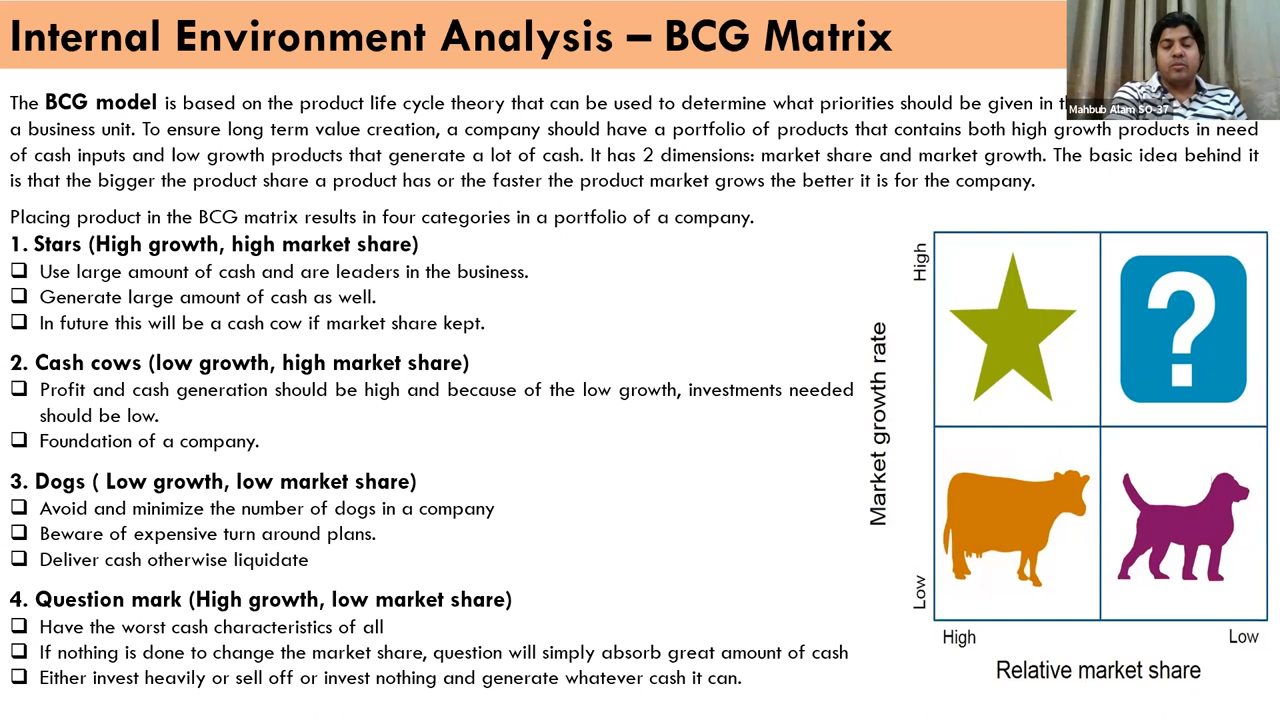 Internal Environment Analysis – BCG Matrix
Mahbub Alam SO-37
The BCG model is based on the product life cycle theory that can be used to determine what priorities should be given in
a business unit. To ensure long term value creation, a company should have a portfolio of products that contains both high growth products in need
of cash inputs and low growth products that generate a lot of cash. It has 2 dimensions: market share and market growth. The basic idea behind it
is that the bigger the product share a product has or the faster the product market grows the better it is for the company.
Placing product in the BCG matrix results in four categories in a portfolio of a company.
1. Stars (High growth, high market share)
❑ Use large amount of cash and are leaders in the business.
❑ Generate large amount of cash as well.
❑ In future this will be a cash cow if market share kept.
2. Cash cows (low growth, high market share)
❑ Profit and cash generation should be high and because of the low growth, investments needed
should be low.
❑ Foundation of a company.
3. Dogs ( Low growth, low market share)
❑ Avoid and minimize the number of dogs in a company
❑ Beware of expensive turn around plans.
❑ Deliver cash otherwise liquidate
4. Question mark (High growth, low market share)
❑ Have the worst cash characteristics of all
❑ If nothing is done to change the market share, question will simply absorb great amount of cash
❑ Either invest heavily or sell off or invest nothing and generate whatever cash it can.
Market growth rate
High
?
Low
High Low
Relative market share